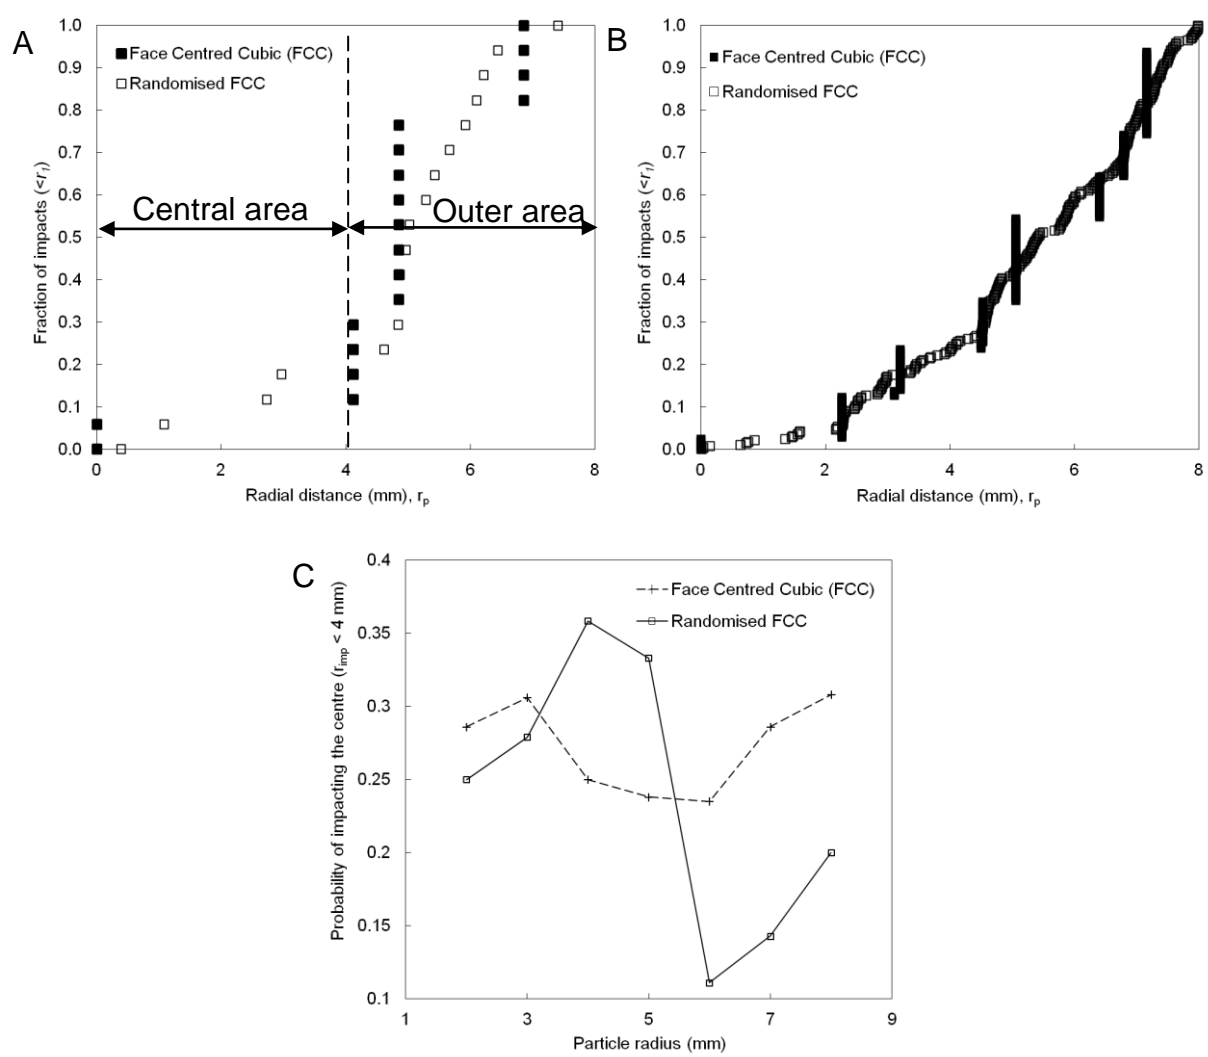 A
1.0
0.9
0.8
0.7
0.6
0.5
0.4
0.3
0.2
0.1
0.0
Fraction of impacts (<r1)
Face Centred Cubic (FCC)
Randomised FCC
Central area
Outer area
0
2
4
6
8
Radial distance (mm), rp
B
1.0
0.9
0.8
0.7
0.6
0.5
0.4
0.3
0.2
0.1
0.0
Fraction of impacts (<r1)
Face Centred Cubic (FCC)
Randomised FCC
0
2
4
6
8
Radial distance (mm), rp
C
0.4
0.35
0.3
0.25
0.2
0.15
0.1
Probability of impacting the centre (rimp < 4 mm)
Face Centred Cubic (FCC)
Randomised FCC
1
3
5
7
9
Particle radius (mm)